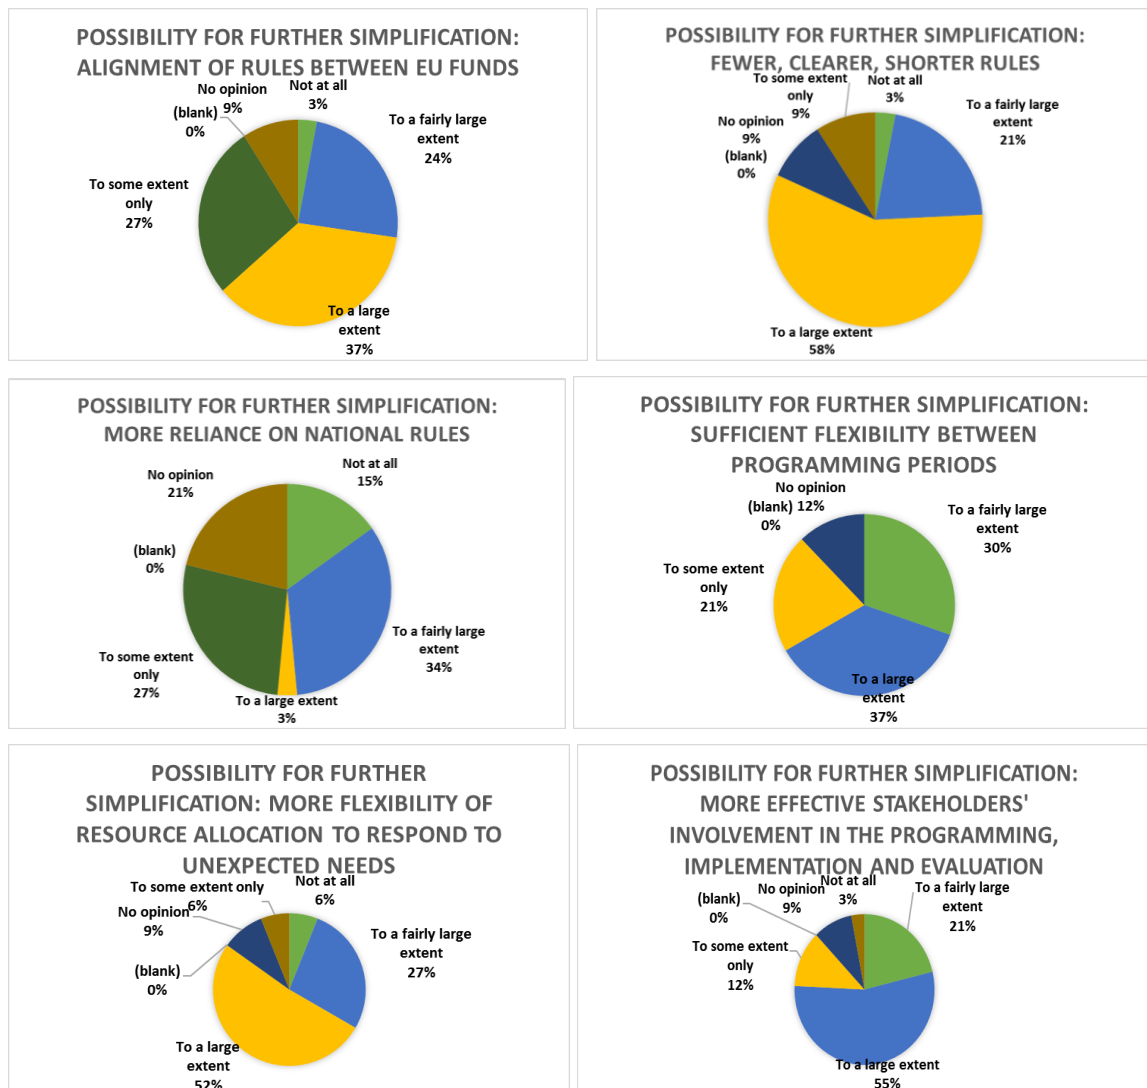 POSSIBILITY FOR FURTHER SIMPLIFICATION:
ALIGNMENT OF RULES BETWEEN EU FUNDS
No opinion
9%
Not at all
3%
(blank)
0%
To a fairly large
extent
24%
To some extent
only
27%
To a large
extent
37%
POSSIBILITY FOR FURTHER SIMPLIFICATION:
FEWER, CLEARER, SHORTER RULES
To some extent
only
9%
Not at all
3%
To a fairly large
extent
21%
No opinion
9%
(blank)
0%
To a large extent
58%
POSSIBILITY FOR FURTHER SIMPLIFICATION:
MORE RELIANCE ON NATIONAL RULES
No opinion
21%
Not at all
15%
(blank)
0%
To a fairly large
extent
34%
To some extent
only
27%
To a large extent
3%
POSSIBILITY FOR FURTHER SIMPLIFICATION:
SUFFICIENT FLEXIBILITY BETWEEN
PROGRAMMING PERIODS
No opinion
12%
(blank)
0%
To a fairly large
extent
30%
To some extent
only
21%
To a large
extent
37%
POSSIBILITY FOR FURTHER
SIMPLIFICATION: MORE FLEXIBILITY OF
RESOURCE ALLOCATION TO RESPOND TO
UNEXPECTED NEEDS
To some extent only
6%
Not at all
6%
No opinion
9%
To a fairly large
extent
27%
(blank)
0%
To a large
extent
52%
POSSIBILITY FOR FURTHER SIMPLIFICATION:
MORE EFFECTIVE STAKEHOLDERS'
INVOLVEMENT IN THE PROGRAMMING,
IMPLEMENTATION AND EVALUATION
No opinion
9%
Not at all
3%
To a fairly large
extent
21%
(blank)
0%
To some extent
only
12%
To a large extent
55%